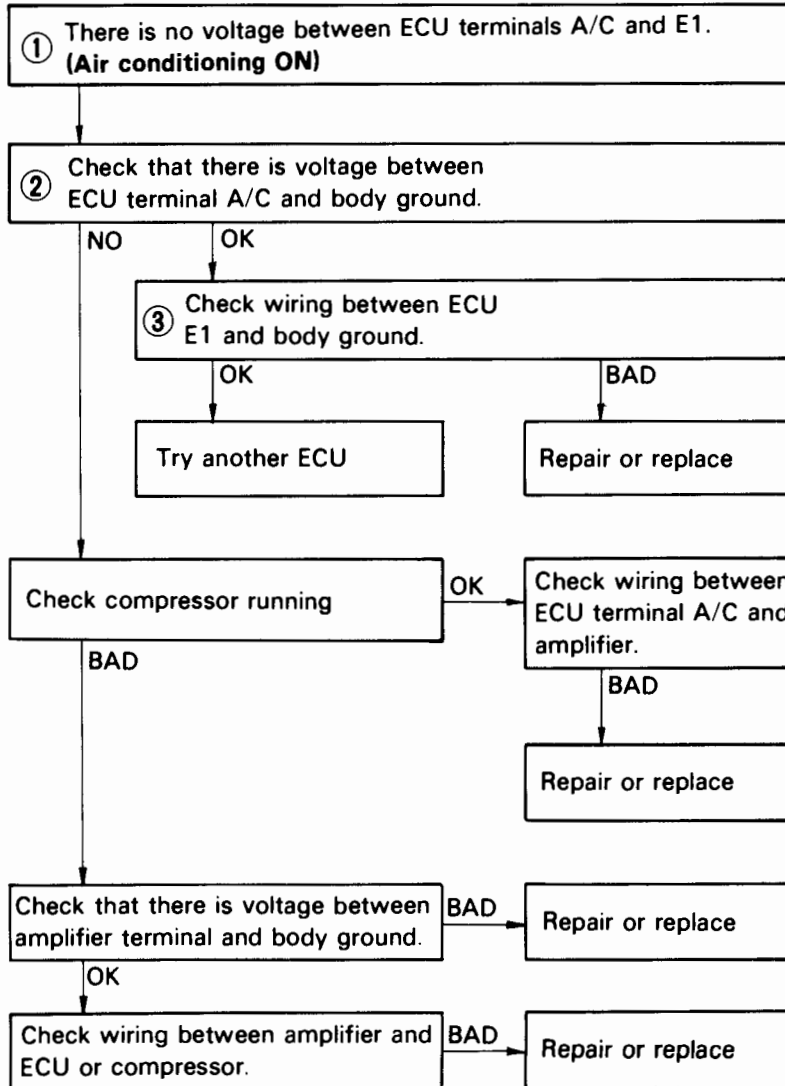 ① There is no voltage between ECU terminals A/C and E1.
(Air conditioning ON)
② Check that there is voltage between
ECU terminal A/C and body ground.
NO
OK
③ Check wiring between ECU
E1 and body ground.
OK
BAD
Try another ECU
Repair or replace
Check compressor running
OK
Check wiring between
ECU terminal A/C and
amplifier.
BAD
BAD
Repair or replace
Check that there is voltage between
amplifier terminal and body ground.
BAD
Repair or replace
OK
Check wiring between amplifier and
ECU or compressor.
BAD
Repair or replace